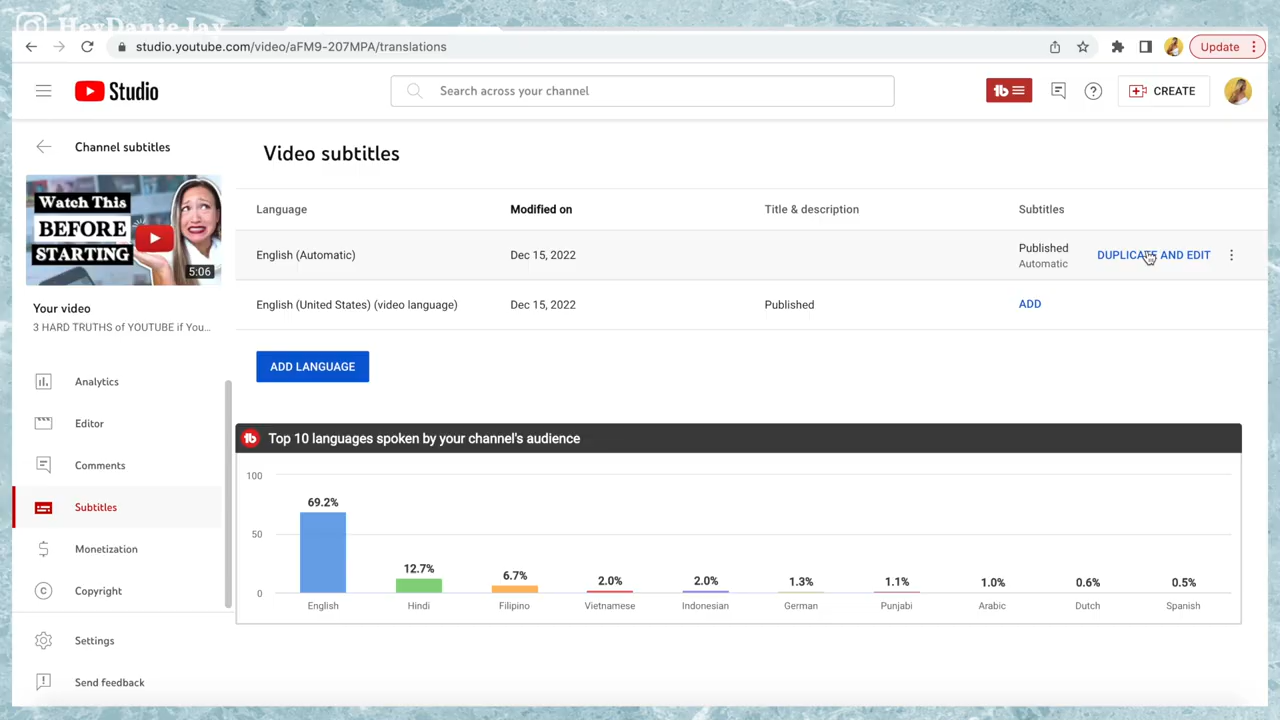 HeyDanieJay
studio.youtube.com/video/aFM9-207MPA/translations
Update
Studio
Search across your channel
tb
CREATE
Channel subtitles
Watch This
BEFORE
STARTING
5:06
Your video
3 HARD TRUTHS of YOUTUBE if You...
Analytics
Editor
Comments
Subtitles
Monetization
Copyright
Settings
Send feedback
Video subtitles
Language Modified on Title & description Subtitles
English (Automatic) Dec 15, 2022 Published Automatic DUPLICATE AND EDIT
English (United States) (video language) Dec 15, 2022 Published ADD
ADD LANGUAGE
tb Top 10 languages spoken by your channel's audience
100
50
0
69.2% 12.7% 6.7% 2.0% 2.0% 1.3% 1.1% 1.0% 0.6% 0.5%
English Hindi Filipino Vietnamese Indonesian German Punjabi Arabic Dutch Spanish